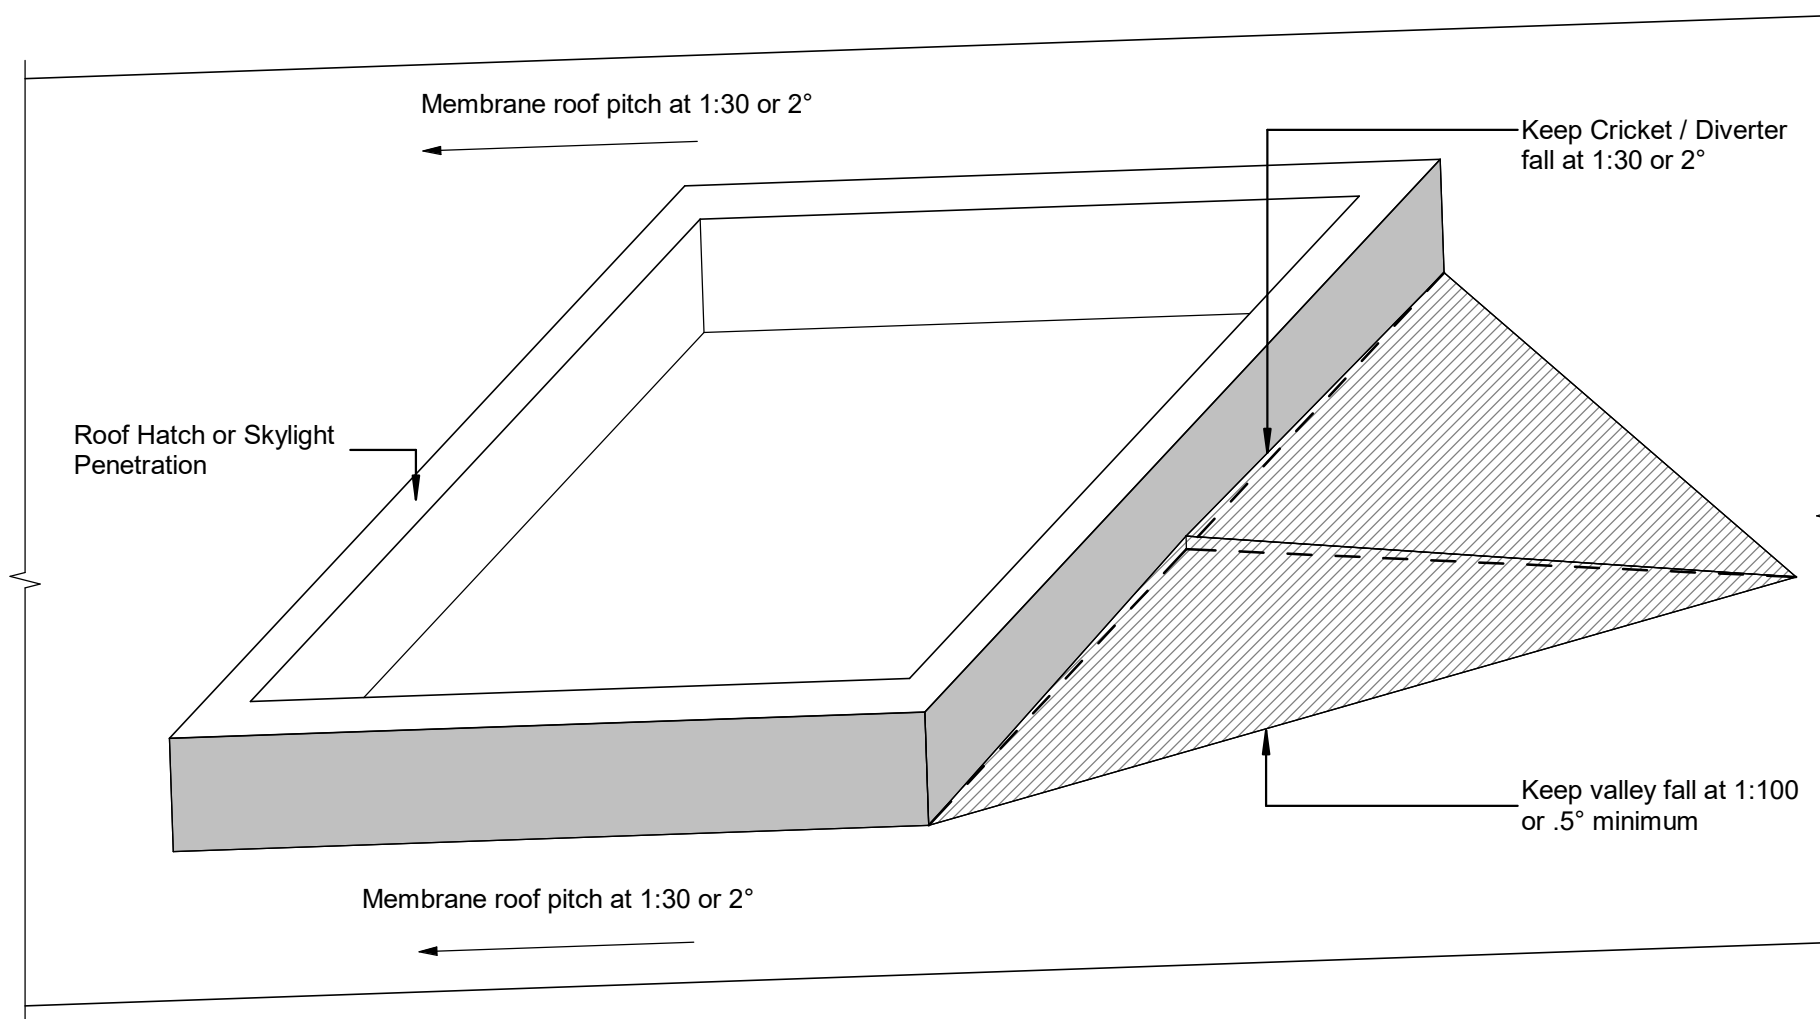 Membrane roof pitch at 1:30 or 2°
Keep Cricket / Diverter
fall at 1:30 or 2°
Roof Hatch or Skylight
Penetration
Keep valley fall at 1:100
or .5° minimum
Membrane roof pitch at 1:30 or 2°